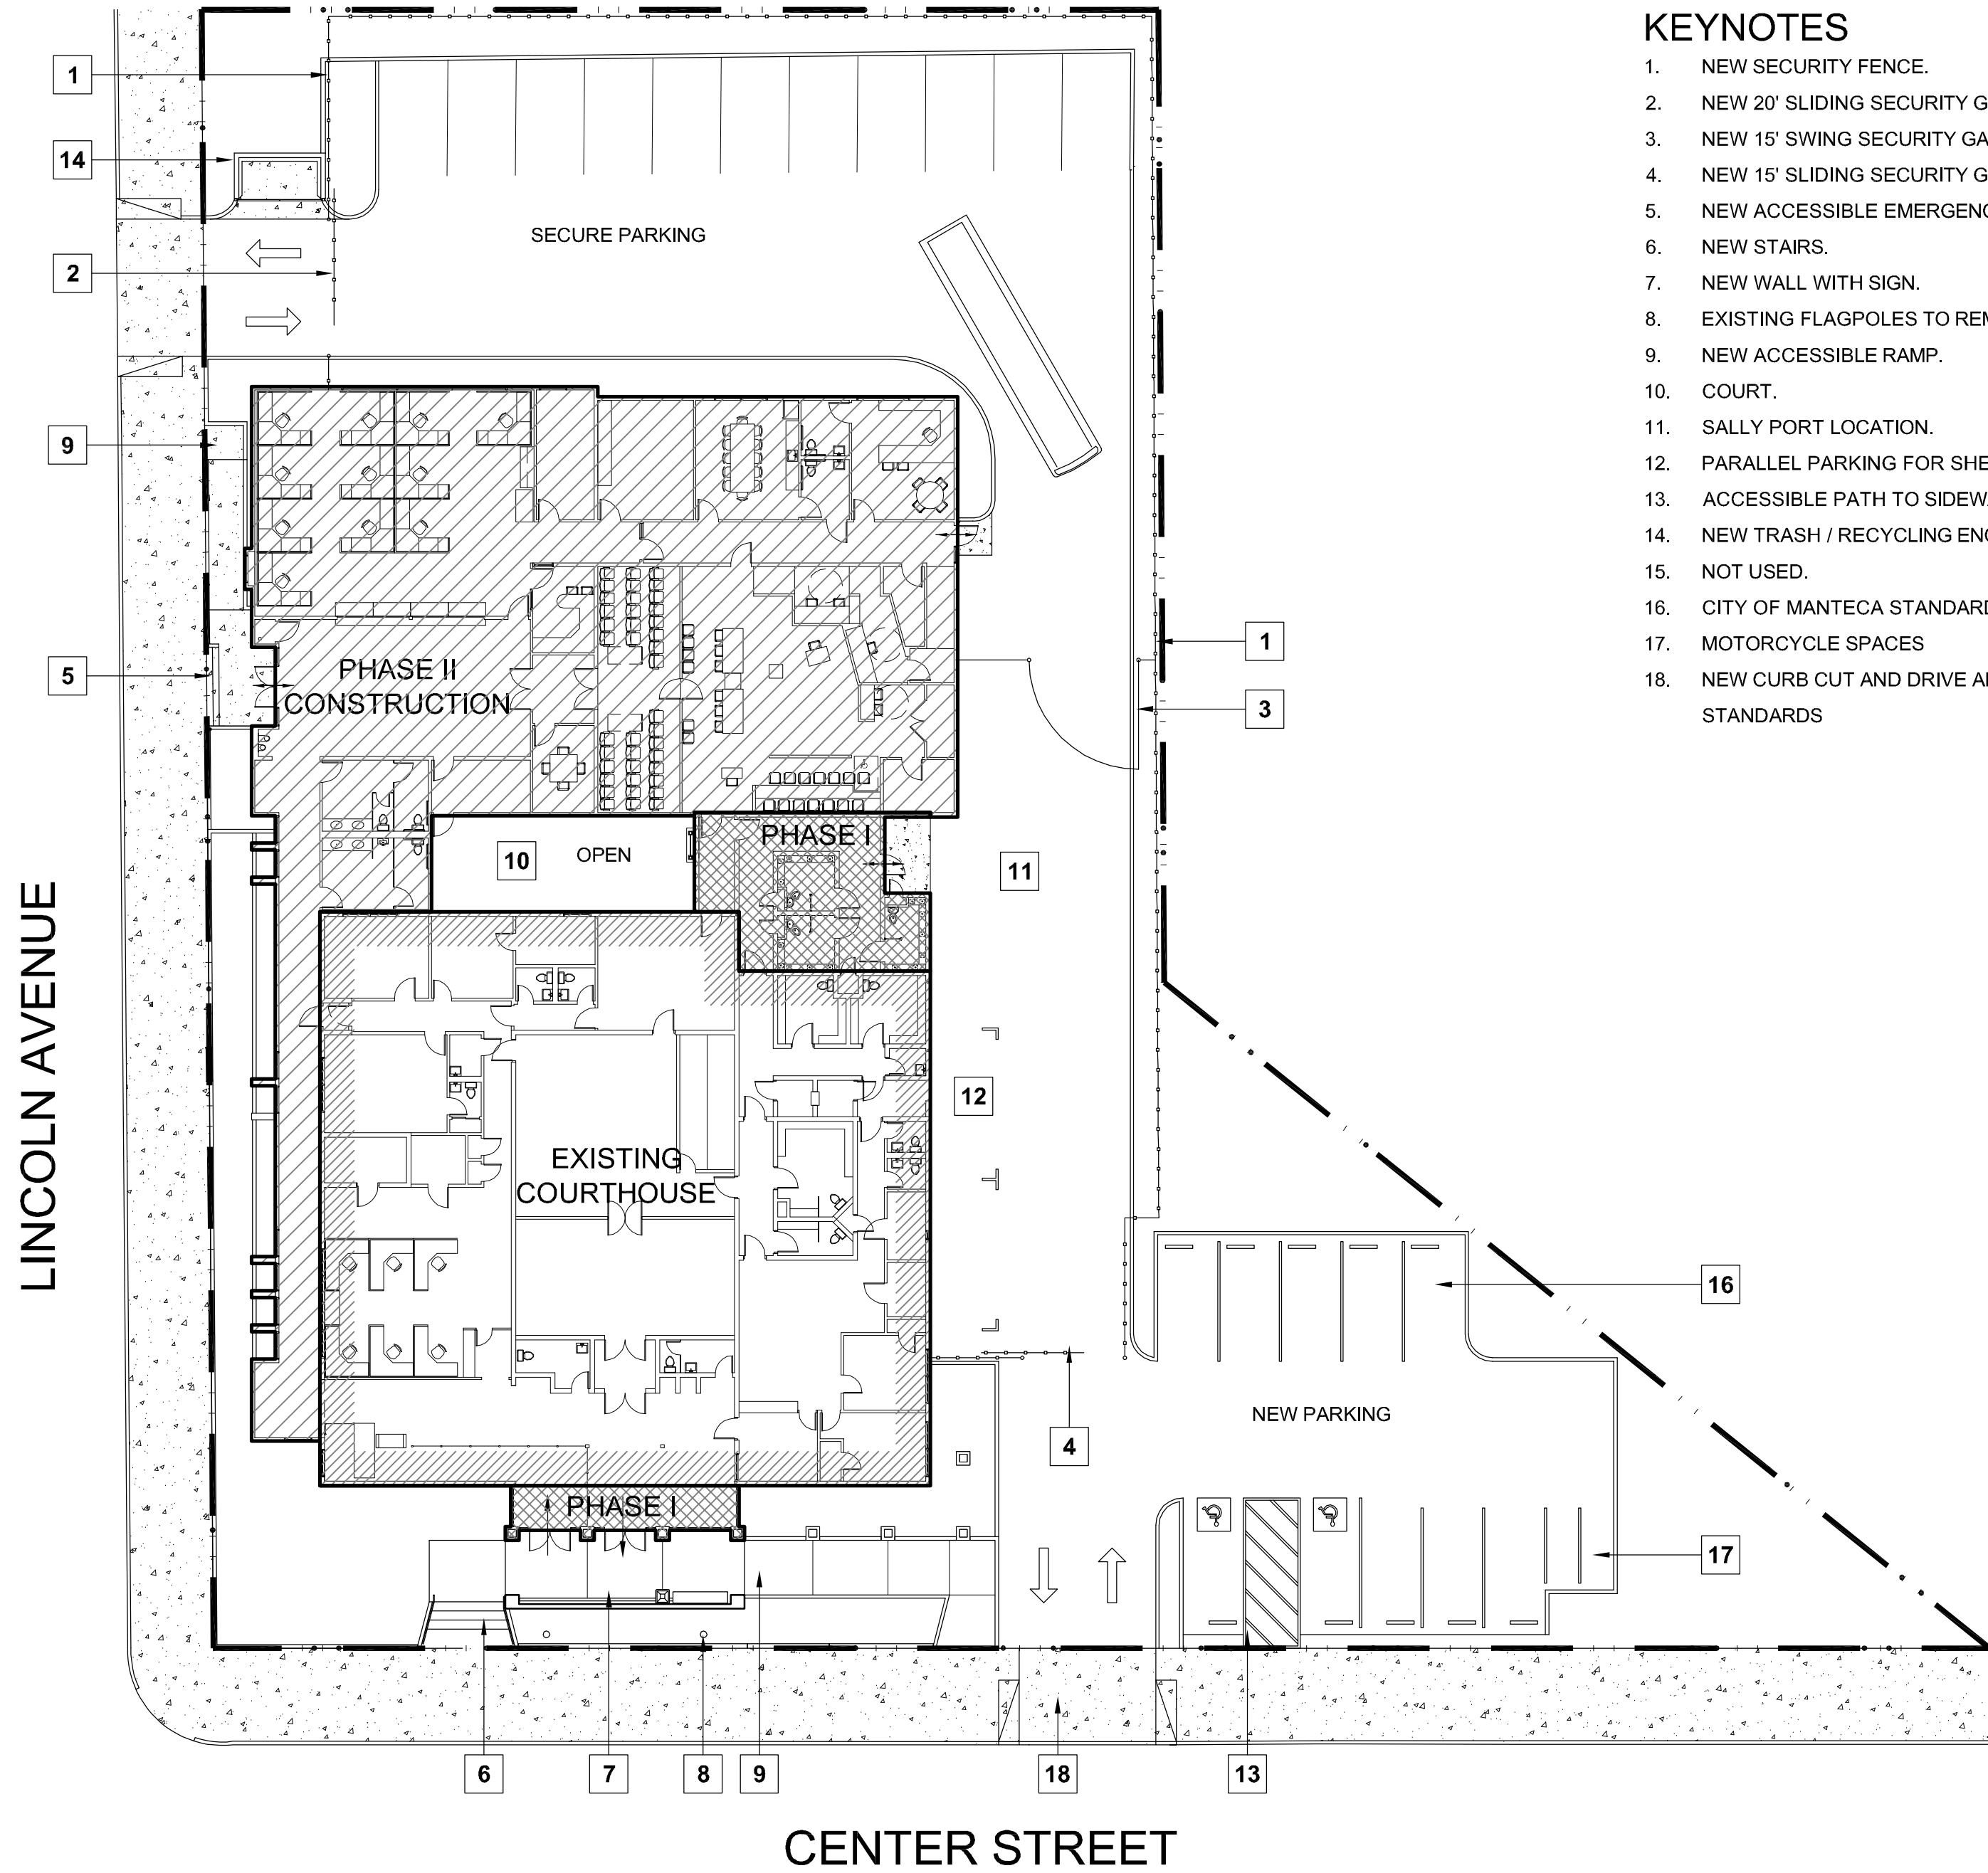 KEYNOTES
1. NEW SECURITY FENCE.
2. NEW 20' SLIDING SECURITY G
3. NEW 15' SWING SECURITY GA
4. NEW 15' SLIDING SECURITY G
5. NEW ACCESSIBLE EMERGENC
6. NEW STAIRS.
7. NEW WALL WITH SIGN.
8. EXISTING FLAGPOLES TO REM
9. NEW ACCESSIBLE RAMP.
10. COURT.
11. SALLY PORT LOCATION.
12. PARALLEL PARKING FOR SHE
13. ACCESSIBLE PATH TO SIDEW
14. NEW TRASH / RECYCLING ENC
15. NOT USED.
16. CITY OF MANTECA STANDARD
17. MOTORCYCLE SPACES
18. NEW CURB CUT AND DRIVE A
STANDARDS
1
14
2
SECURE PARKING
9
5
PHASE II
CONSTRUCTION
1
3
10
OPEN
PHASE I
11
LINCOLN AVENUE
12
EXISTING
COURTHOUSE
16
NEW PARKING
4
PHASE I
17
6
7
8
9
18
13
CENTER STREET